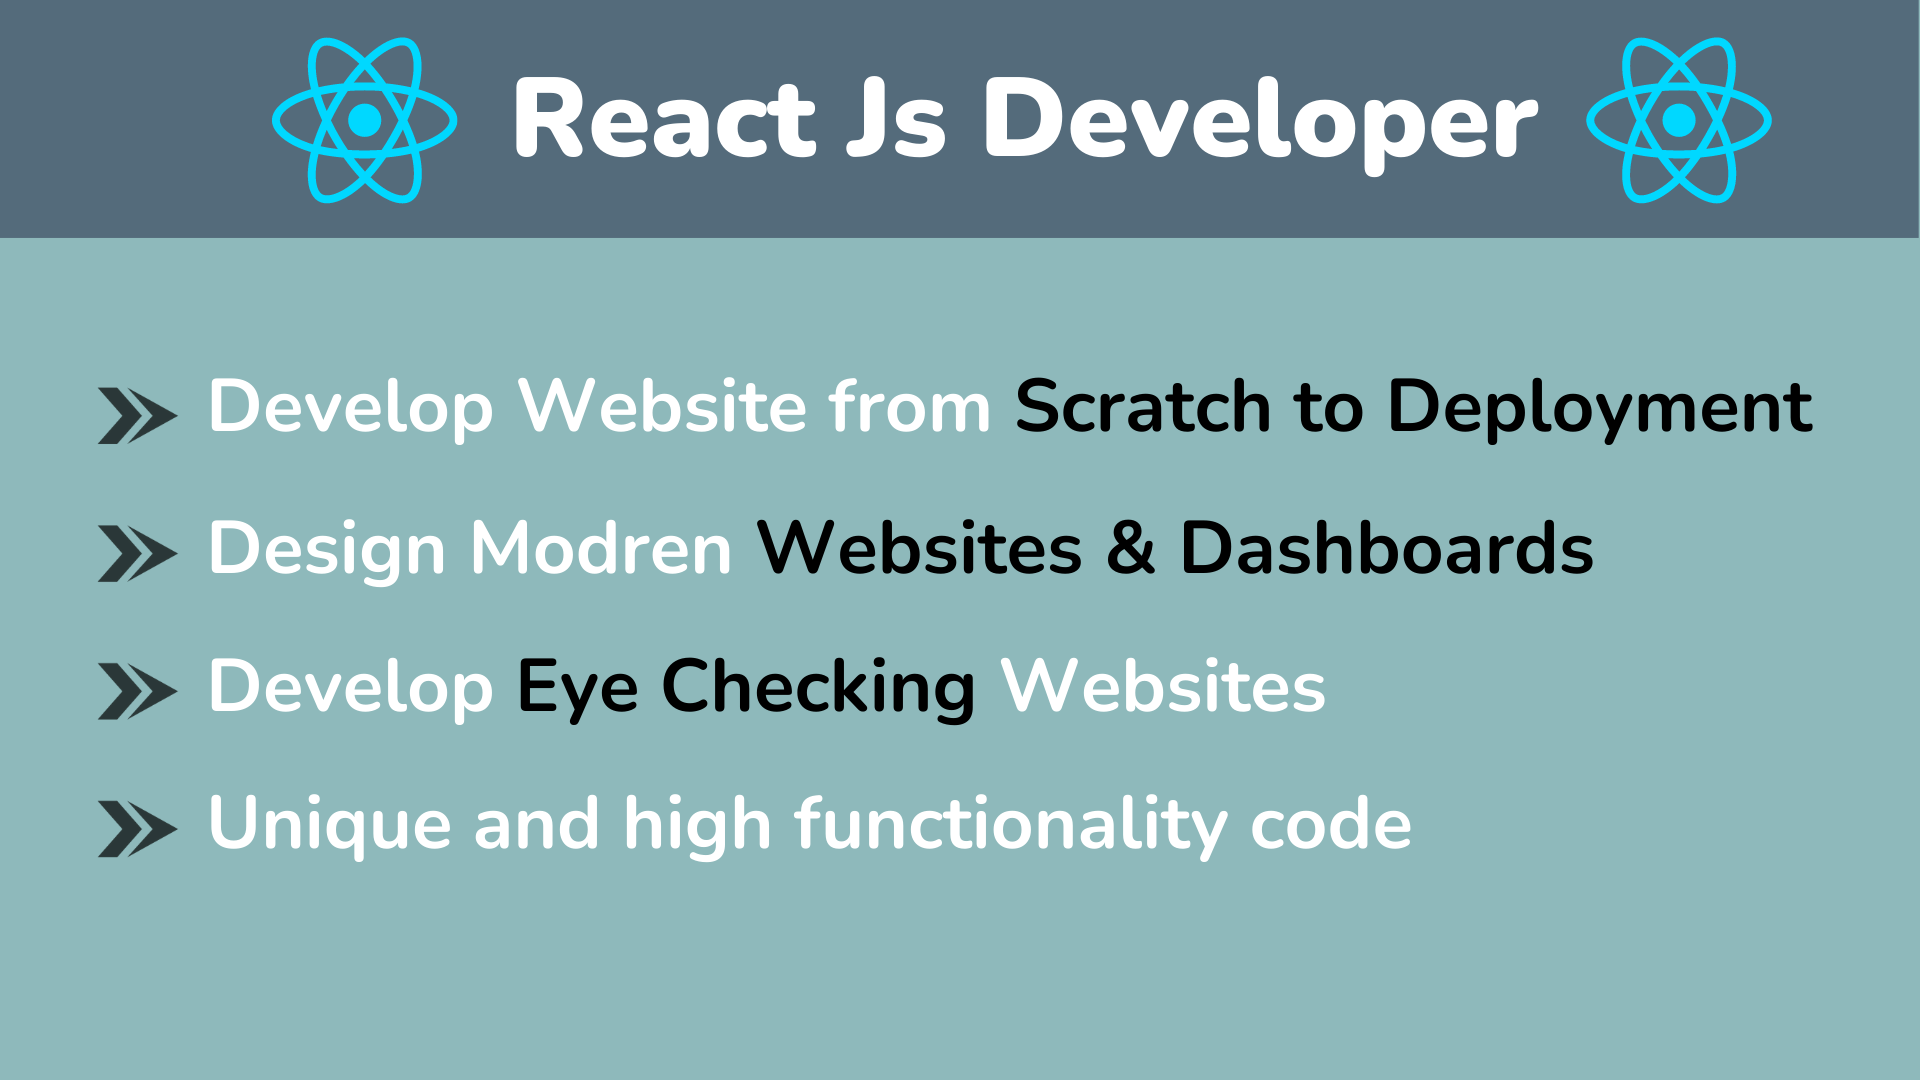 React Js Developer
Develop Website from Scratch to Deployment
Design Modren Websites & Dashboards
Develop Eye Checking Websites
Unique and high functionality code